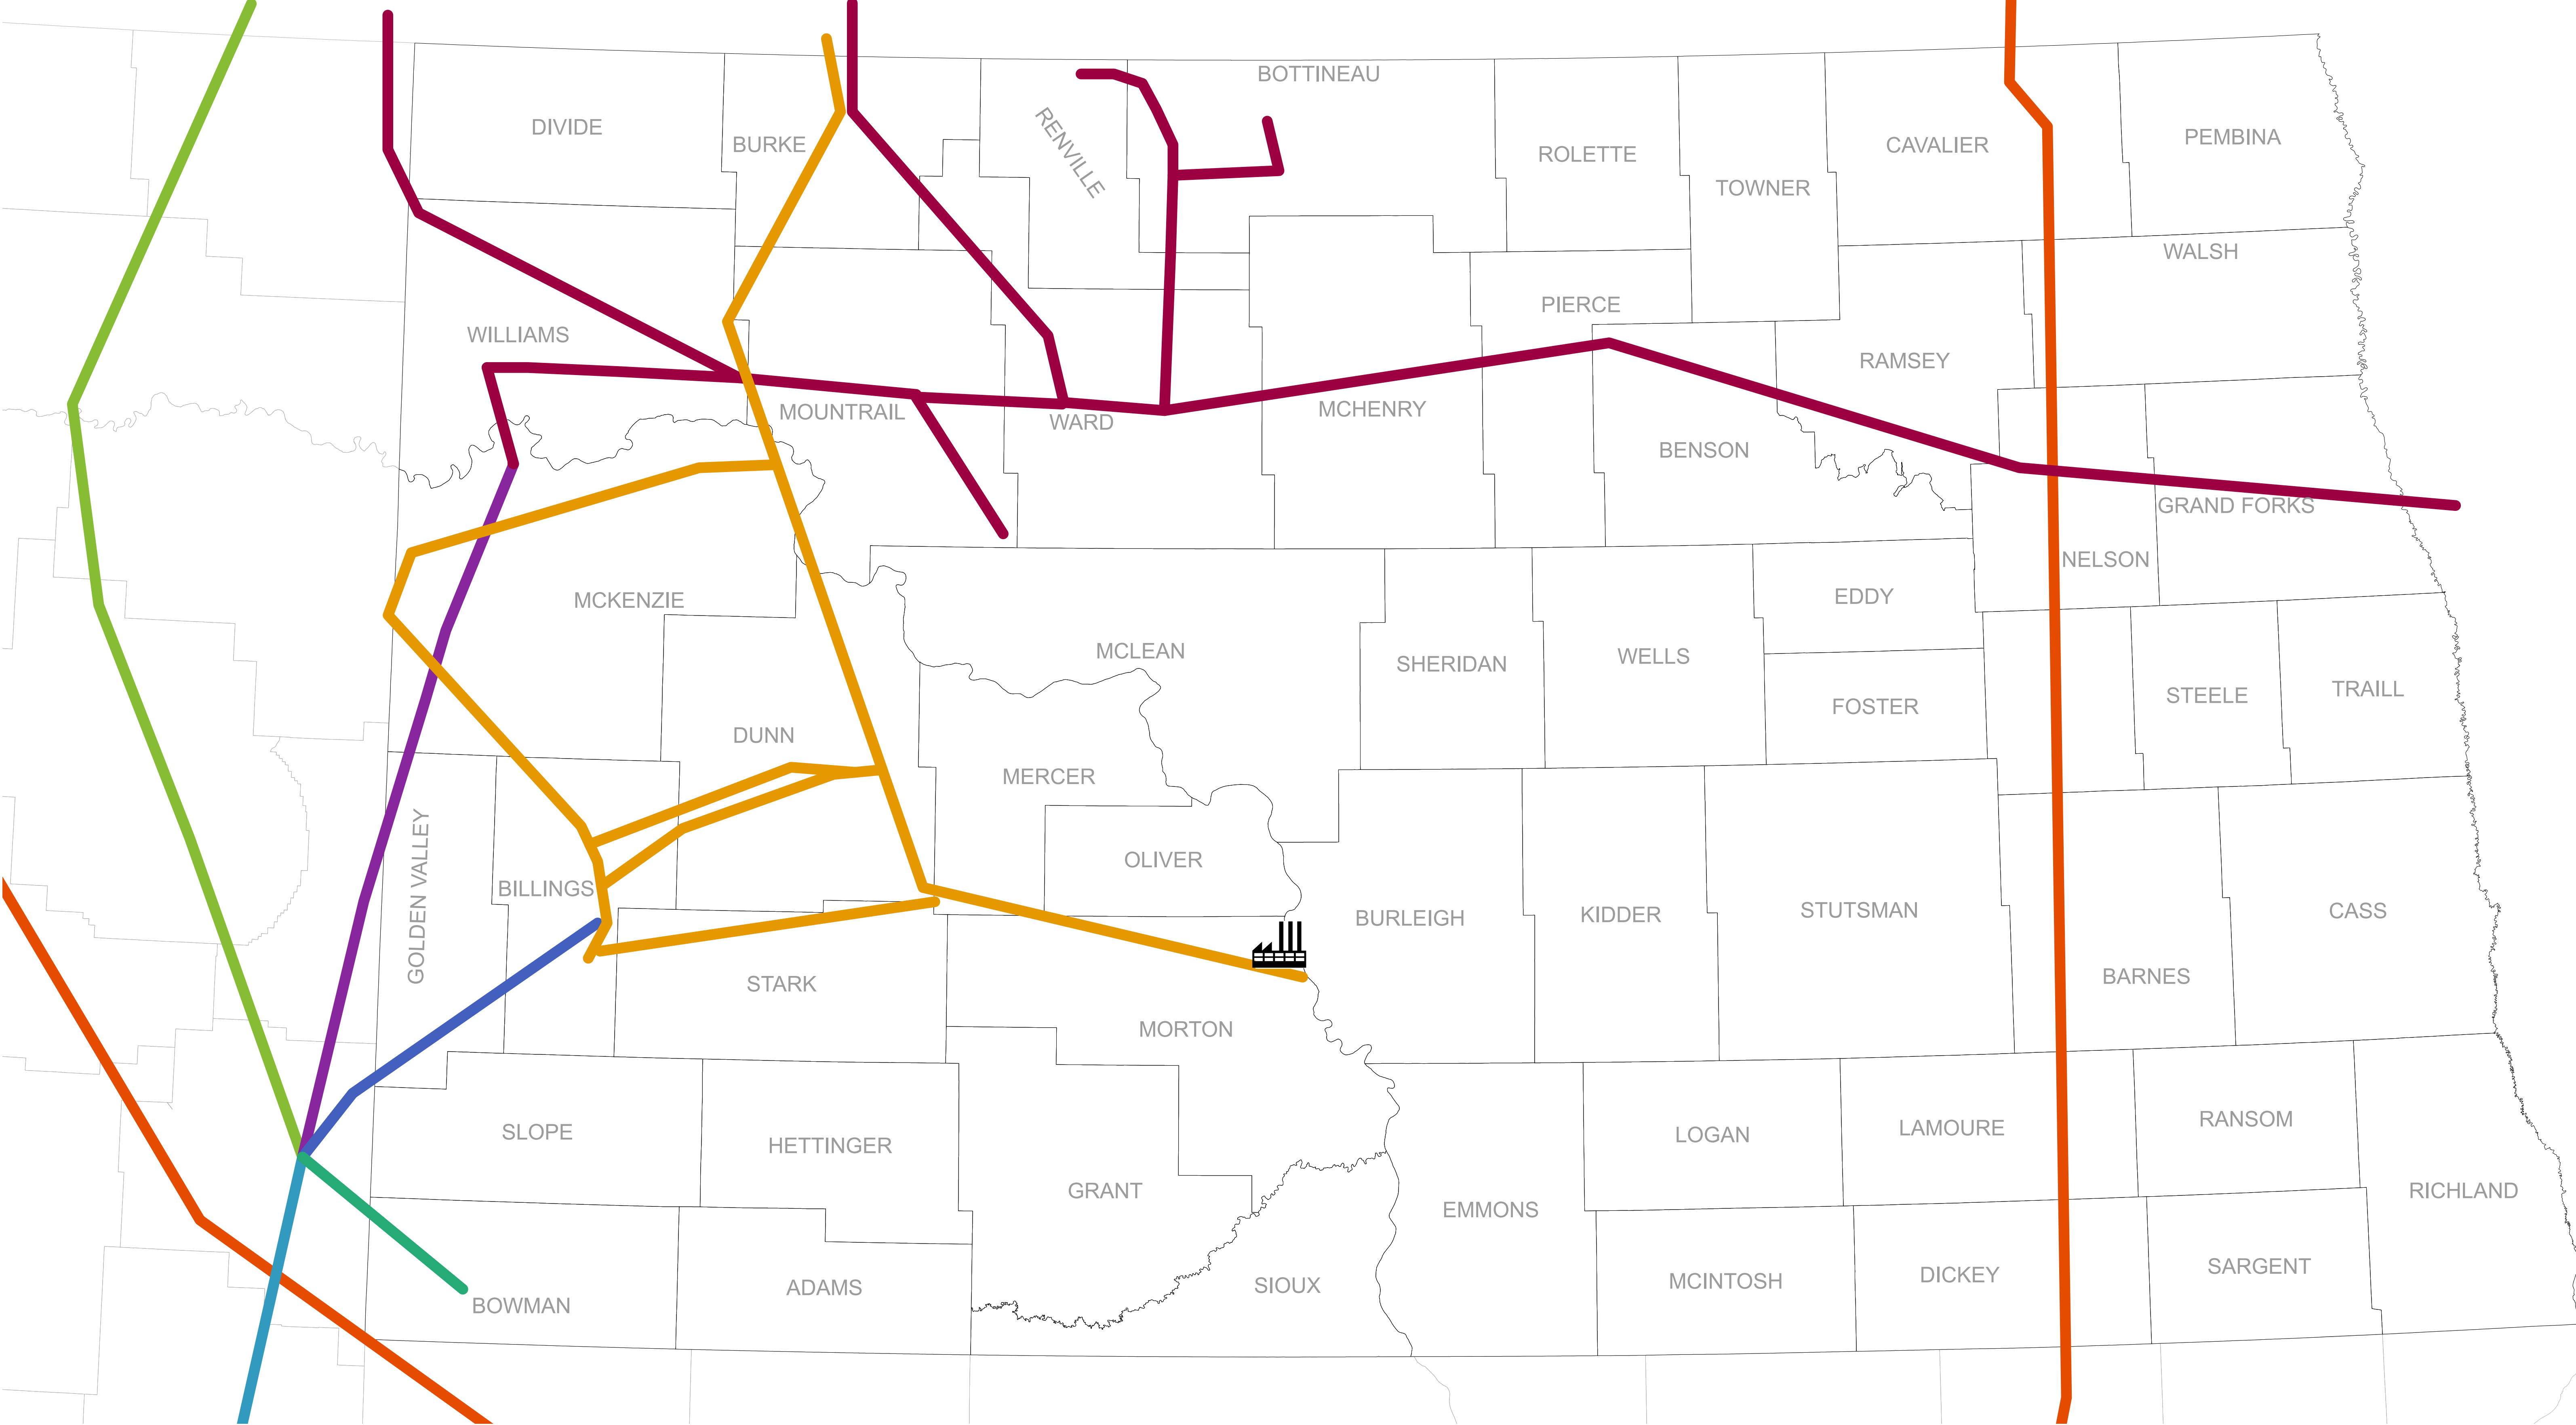 BOTTINEAU
DIVIDE
BURKE
RENVILLE
ROLETTE
TOWNER
CAVALIER
PEMBINA
WALSH
WILLIAMS
PIERCE
RAMSEY
MOUNTRAIL
WARD
MCHENRY
BENSON
GRAND FORKS
NELSON
MCKENZIE
EDDY
MCLEAN
SHERIDAN
WELLS
FOSTER
STEELE
TRAILL
DUNN
MERCER
OLIVER
GOLDEN VALLEY
BILLINGS
BURLEIGH
KIDDER
STUTSMAN
CASS
STARK
BARNES
MORTON
SLOPE
HETTINGER
LOGAN
LAMOURE
RANSOM
GRANT
EMMONS
RICHLAND
BOWMAN
ADAMS
SIOUX
MCINTOSH
DICKEY
SARGENT